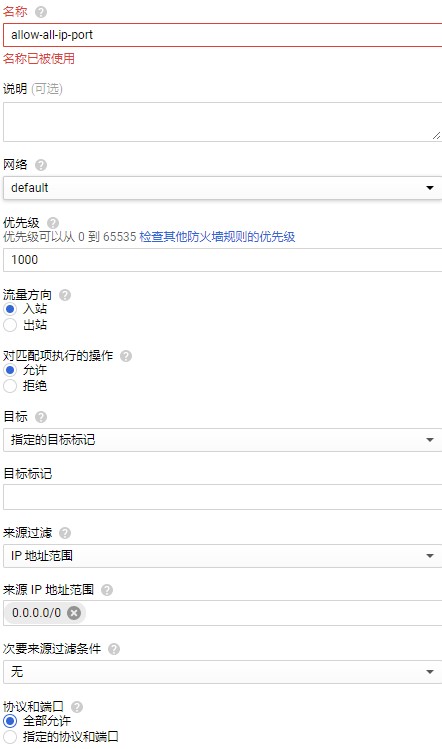 名称
allow-all-ip-port
名称已被使用
说明 (可选)
网络
default
优先级
优先级可以从 0 到 65535 检查其他防火墙规则的优先级
1000
流量方向
入站
出站
对匹配项执行的操作
允许
拒绝
目标
指定的目标标记
目标标记
来源过滤
IP 地址范围
来源 IP 地址范围
0.0.0.0/0
次要来源过滤条件
无
协议和端口
全部允许
指定的协议和端口